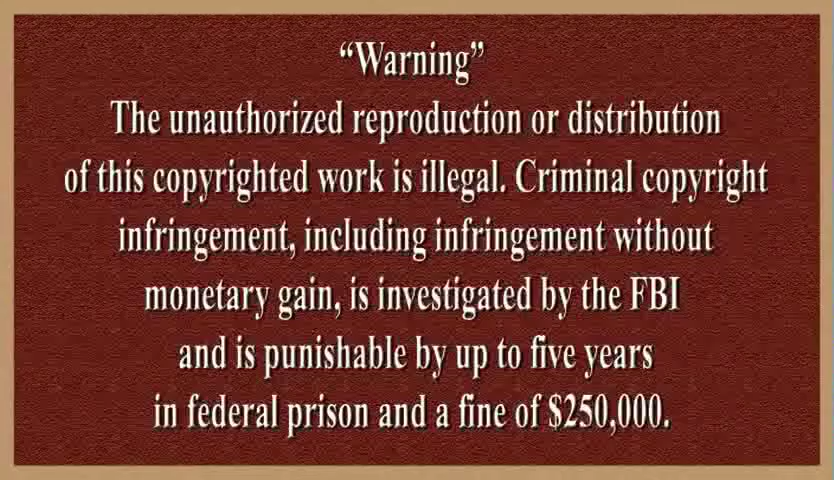 “Warning”
The unauthorized reproduction or distribution
of this copyrighted work is illegal. Criminal copyright
infringement, including infringement without
monetary gain, is investigated by the FBI
and is punishable by up to five years
in federal prison and a fine of $250,000.